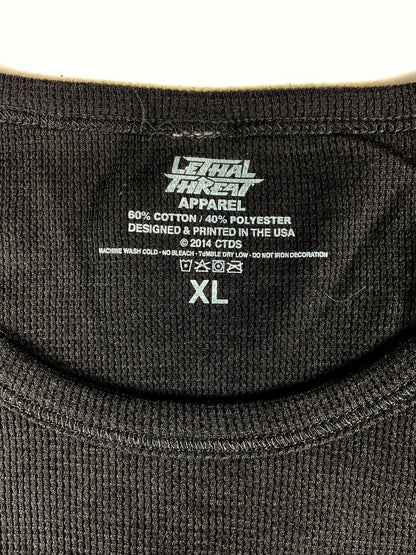 LETHAL
THREAT
APPAREL
60% COTTON / 40% POLYESTER
DESIGNED & PRINTED IN THE USA
© 2014 CTDS
MACHINE WASH COLD - NO BLEACH - TUMBLE DRY LOW - DO NOT IRON DECORATION
XL